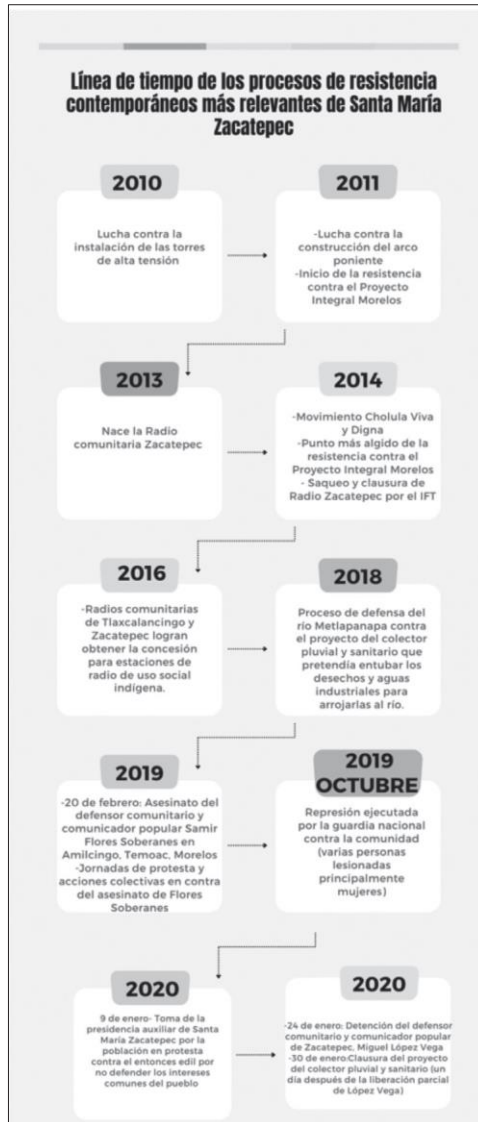 Línea de tiempo de los procesos de resistencia
contemporáneos más relevantes de Santa María
Zacatepec
2010
Lucha contra la
instalación de las torres
de alta tensión
2011
-Lucha contra la
construcción del arco
poniente
-Inicio de la resistencia
contra el Proyecto
Integral Morelos
2013
Nace la Radio
comunitaria Zacatepec
2014
-Movimiento Cholula Viva
y Digna
-Punto más algido de la
resistencia contra el
Proyecto Integral Morelos
- Saqueo y clausura de
Radio Zacatepec por el IFT
2016
-Radios comunitarias
de Tlaxcalancingo y
Zacatepec logran
obtener la concesión
para estaciones de
radio de uso social
indígena.
2018
Proceso de defensa del
río Metlapanapa contra
el proyecto del colector
pluvial y sanitario que
pretendía entubar los
desechos y aguas
industriales para
arrojarlas al río.
2019
-20 de febrero: Asesinato del
defensor comunitario y
comunicador popular Samir
Flores Soberanes en
Amilcingo, Temoac, Morelos
-Jornadas de protesta y
acciones colectivas en contra
del asesinato de Flores
Soberanes
2019
OCTUBRE
Represión ejecutada
por la guardia nacional
contra la comunidad
(varias personas
lesionadas
principalmente
mujeres)
2020
9 de enero- Toma de la
presidencia auxiliar de Santa
María Zacatepec por la
población en protesta
contra el entonces edil por
no defender los intereses
comunes del pueblo
2020
-24 de enero: Detención del defensor
comunitario y comunicador popular
de Zacatepec, Miguel López Vega
-30 de enero:Clausura del proyecto
del colector pluvial y sanitario (un
día después de la liberación parcial
de López Vega)